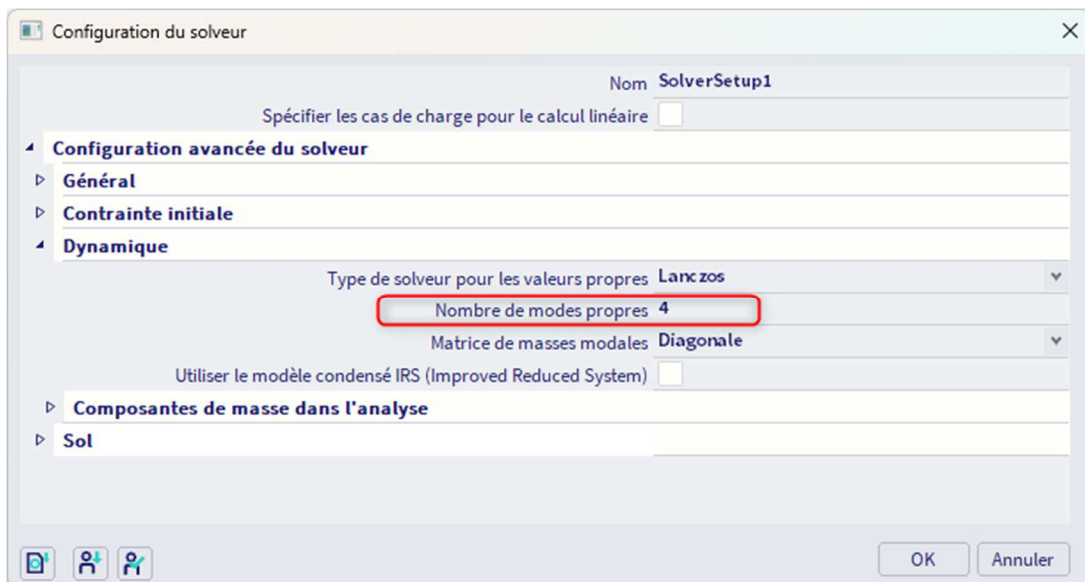 Configuration du solveur
Nom SolverSetup1
Spécifier les cas de charge pour le calcul linéaire
Configuration avancée du solveur
Général
Contrainte initiale
Dynamique
Type de solveur pour les valeurs propres Lanczos
Nombre de modes propres 4
Matrice de masses modales Diagonale
Utiliser le modèle condensé IRS (Improved Reduced System)
Composantes de masse dans l'analyse
Sol
OK Annuler